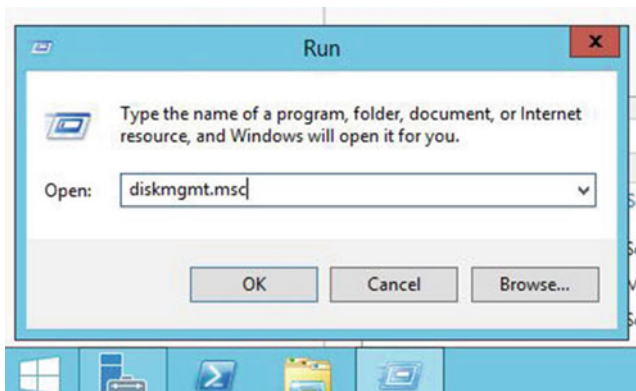 Run
x
Type the name of a program, folder, document, or Internet
resource, and Windows will open it for you.
Open: diskmgmt.msc
OK Cancel Browse...